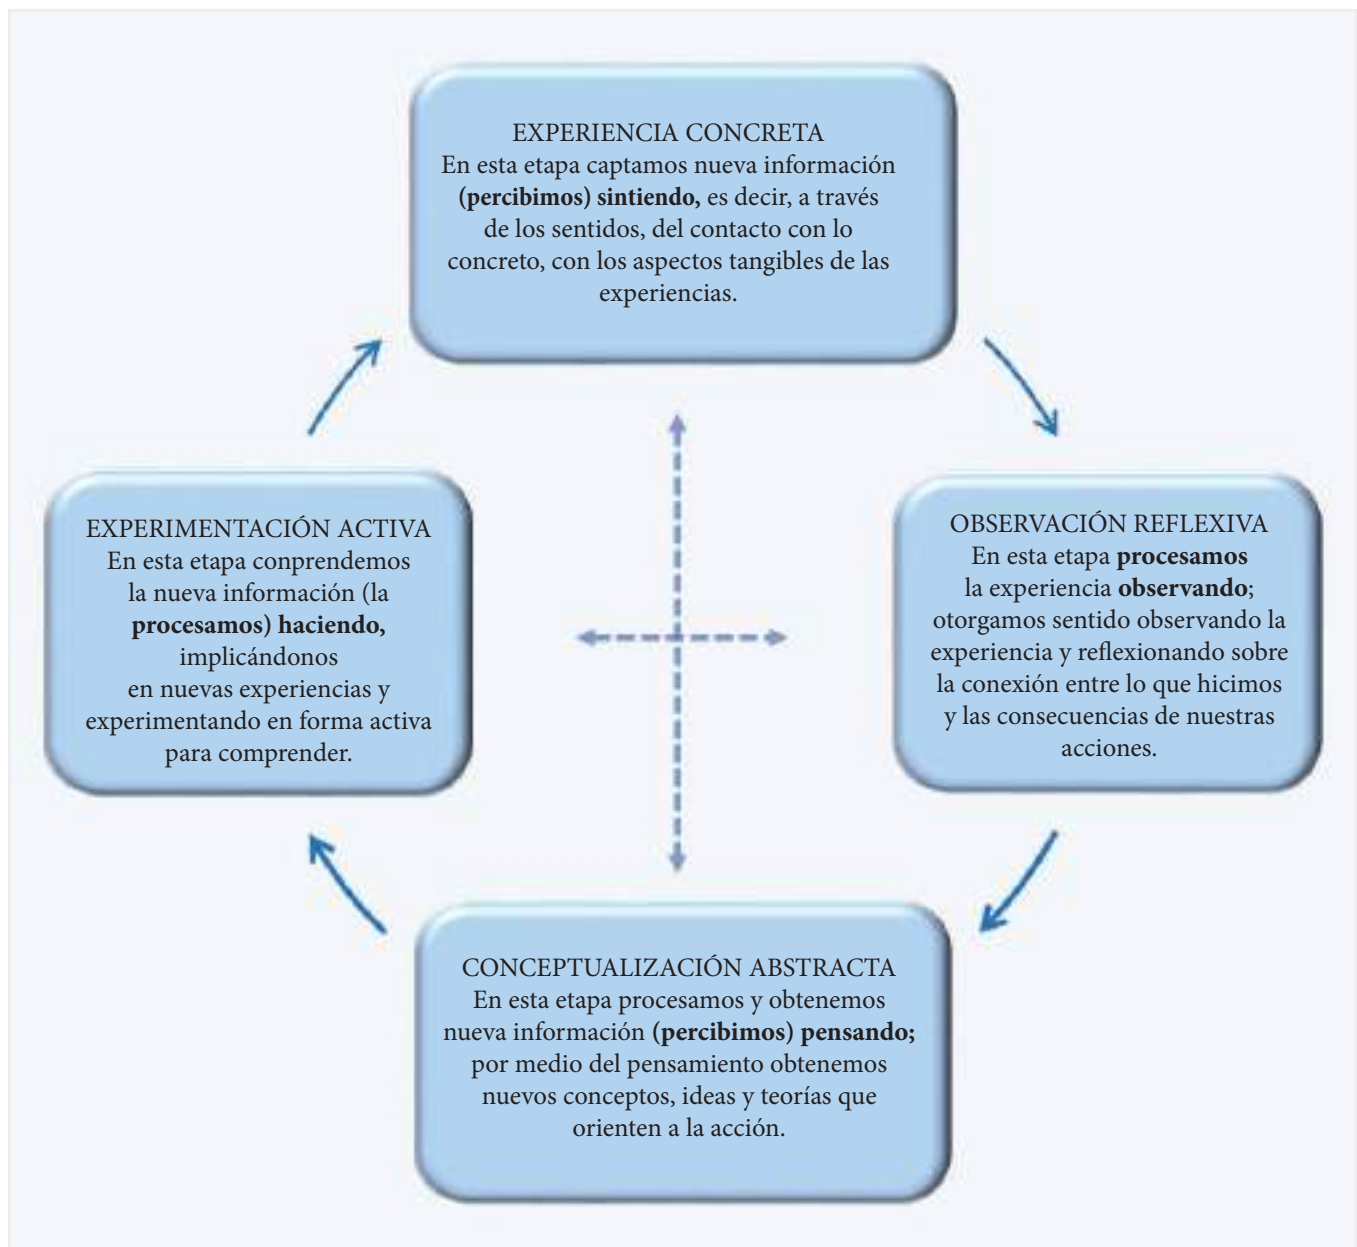 EXPERIENCIA CONCRETA
En esta etapa captamos nueva información
(percibimos) sintiendo, es decir, a través
de los sentidos, del contacto con lo
concreto, con los aspectos tangibles de las
experiencias.
EXPERIMENTACIÓN ACTIVA
En esta etapa conprendemos
la nueva información (la
procesamos) haciendo,
implicándonos
en nuevas experiencias y
experimentando en forma activa
para comprender.
OBSERVACIÓN REFLEXIVA
En esta etapa procesamos
la experiencia observando;
otorgamos sentido observando la
experiencia y reflexionando sobre
la conexión entre lo que hicimos
y las consecuencias de nuestras
acciones.
CONCEPTUALIZACIÓN ABSTRACTA
En esta etapa procesamos y obtenemos
nueva información (percibimos) pensando;
por medio del pensamiento obtenemos
nuevos conceptos, ideas y teorías que
orienten a la acción.